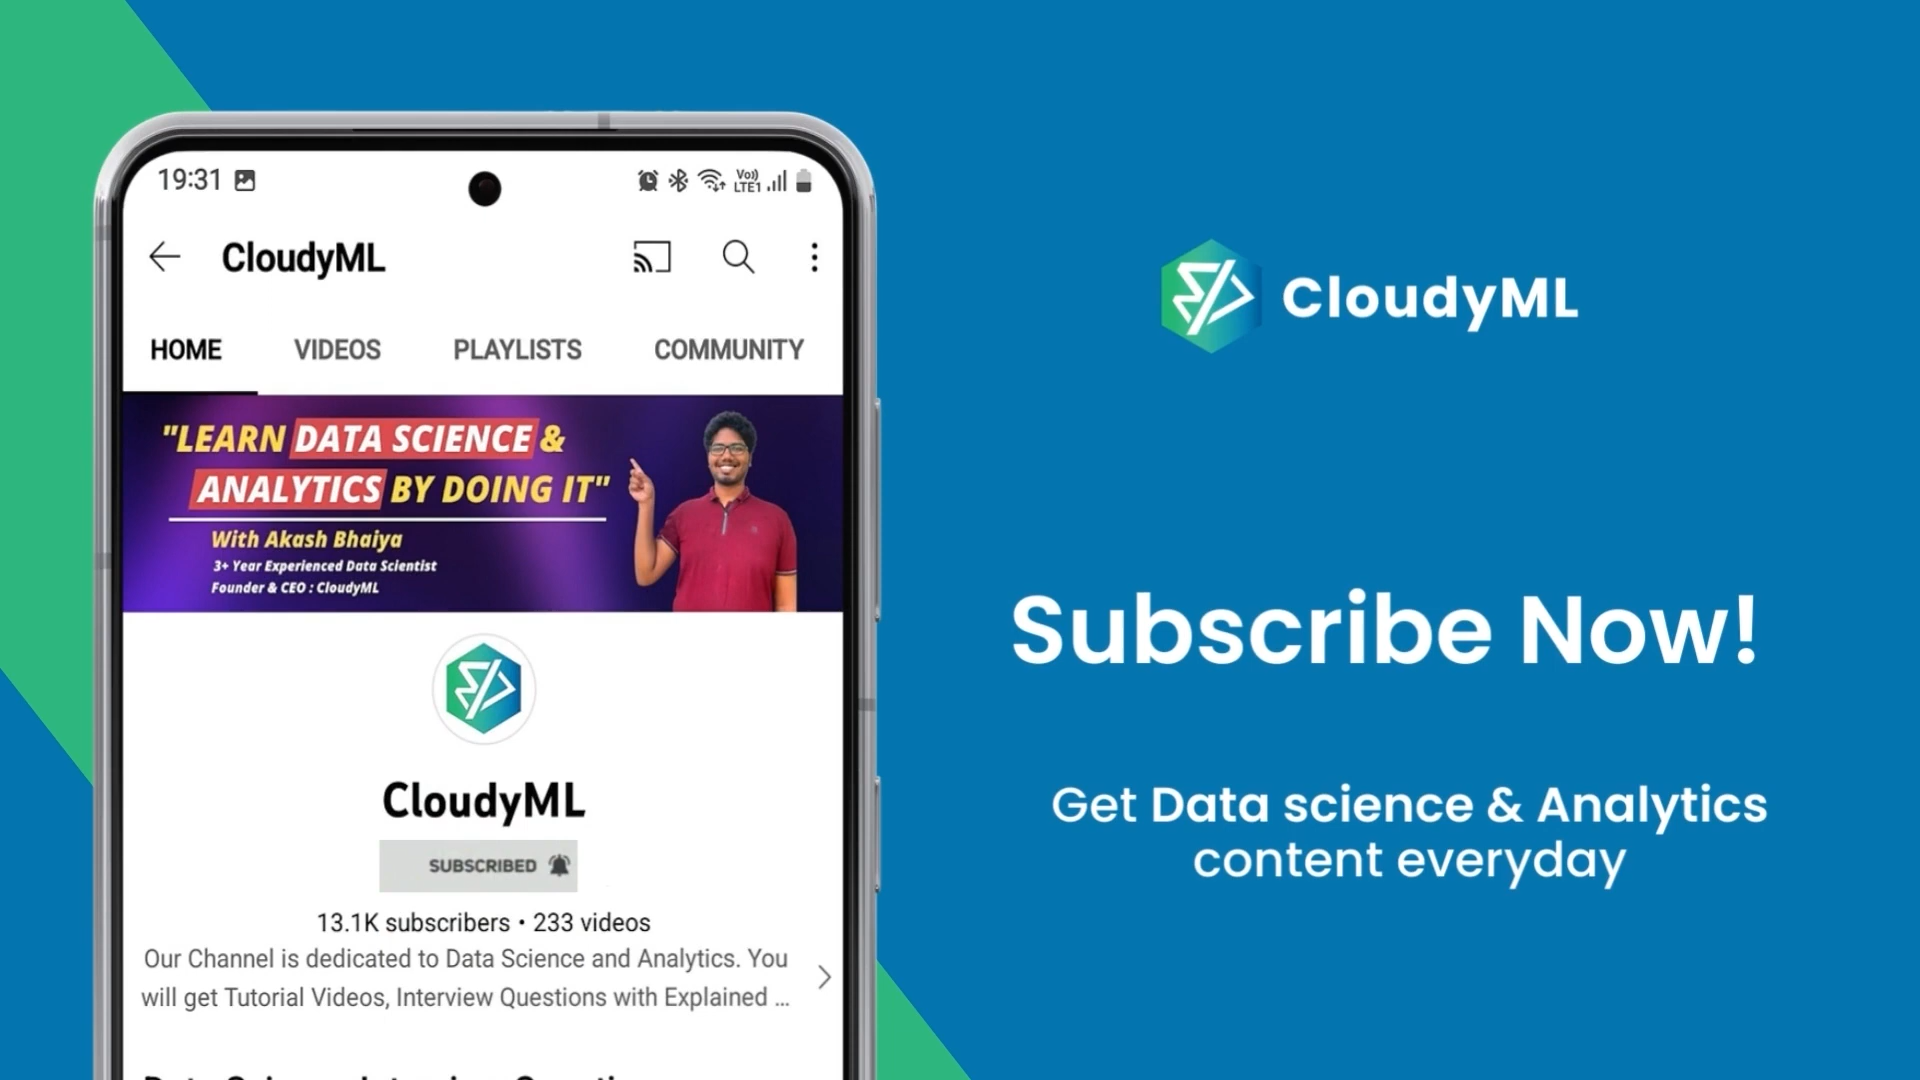 19:31
Vo))
LTE1
CloudyML
HOME
VIDEOS
PLAYLISTS
COMMUNITY
"LEARN DATA SCIENCE &
ANALYTICS BY DOING IT"
With Akash Bhaiya
3+ Year Experienced Data Scientist
Founder & CEO : CloudyML
CloudyML
SUBSCRIBED
13.1K subscribers • 233 videos
Our Channel is dedicated to Data Science and Analytics. You
will get Tutorial Videos, Interview Questions with Explained ...
CloudyML
Subscribe Now!
Get Data science & Analytics
content everyday